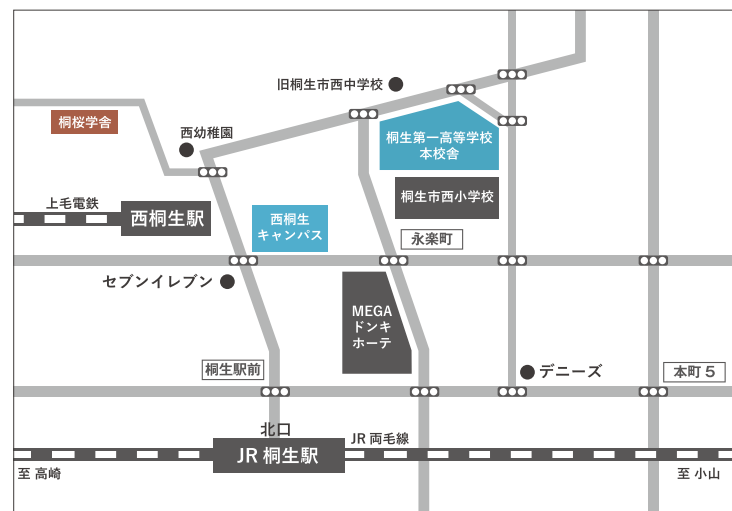 旧桐生市西中学校
桐桜学舎
西幼稚園
桐生第一高等学校
本校舎
桐生市西小学校
上毛電鉄
西桐生駅
西桐生
キャンパス
永楽町
セブンイレブン
MEGA
ドンキ
ホーテ
桐生駅前
デニーズ
本町5
北口
JR 桐生駅
JR 両毛線
至 高崎
至 小山